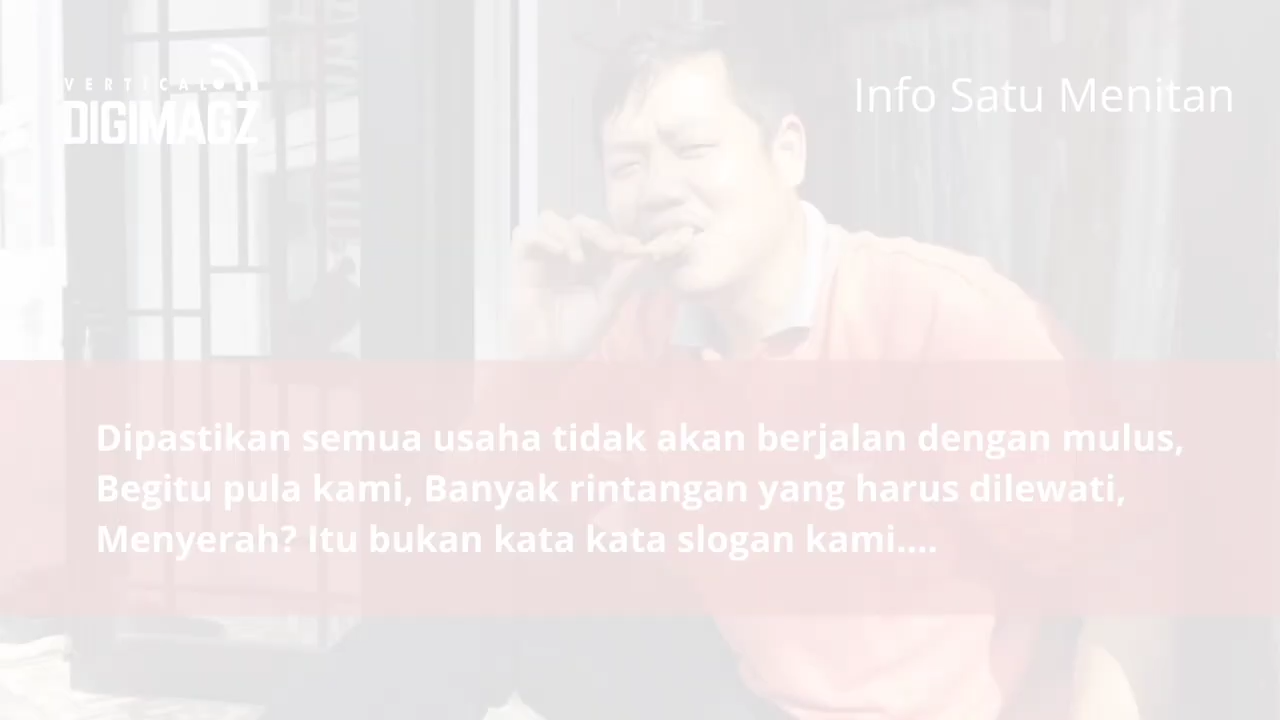 VERTICAL
DIGIMAGZ
Info Satu Menitan
Dipastikan semua usaha tidak akan berjalan dengan mulus,
Begitu pula kami, Banyak rintangan yang harus dilewati,
Menyerah? Itu bukan kata kata slogan kami....